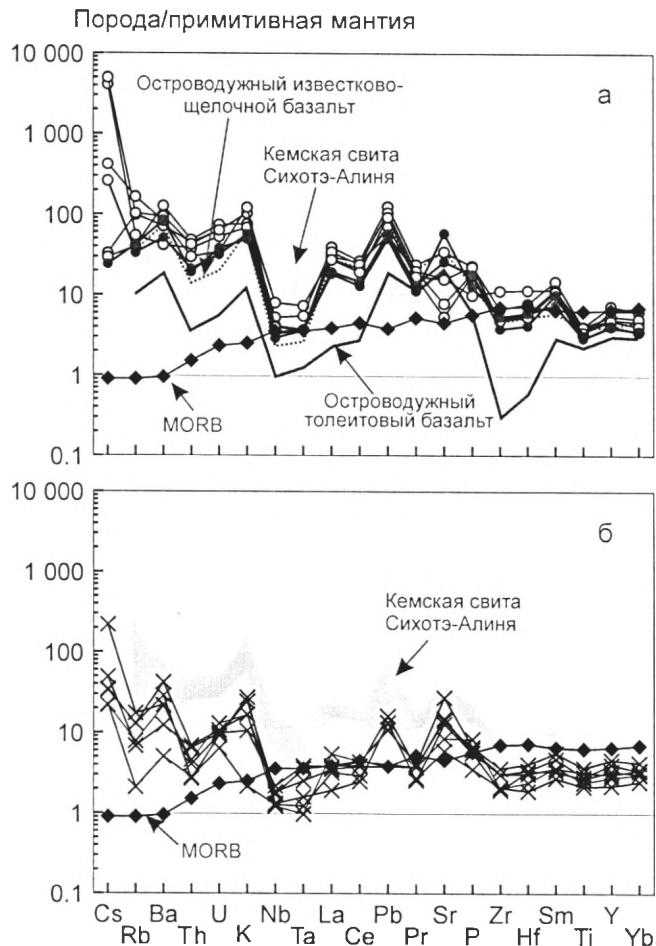 Порода/примитивная мантия
10 000
1 000
100
10
1
0.1
а
Островодужный известково-
щелочной базальт
Кемская свита
Сихотэ-Алиня
MORB
Островодужный
толеитовый базальт
10 000
1 000
100
10
1
0.1
б
Кемская свита
Сихотэ-Алиня
MORB
Cs Ba U Nb La Pb Sr Zr Sm Y
Rb Th K Ta Ce Pr P Hf Ti Yb